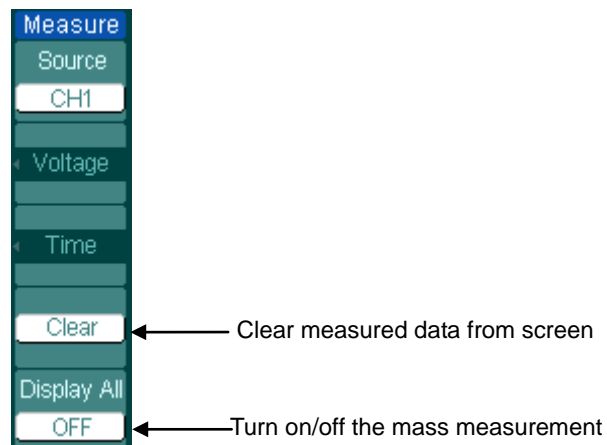 Measure
Source
CH1
Voltage
Time
Clear
Clear measured data from screen
Display All
OFF
Turn on/off the mass measurement